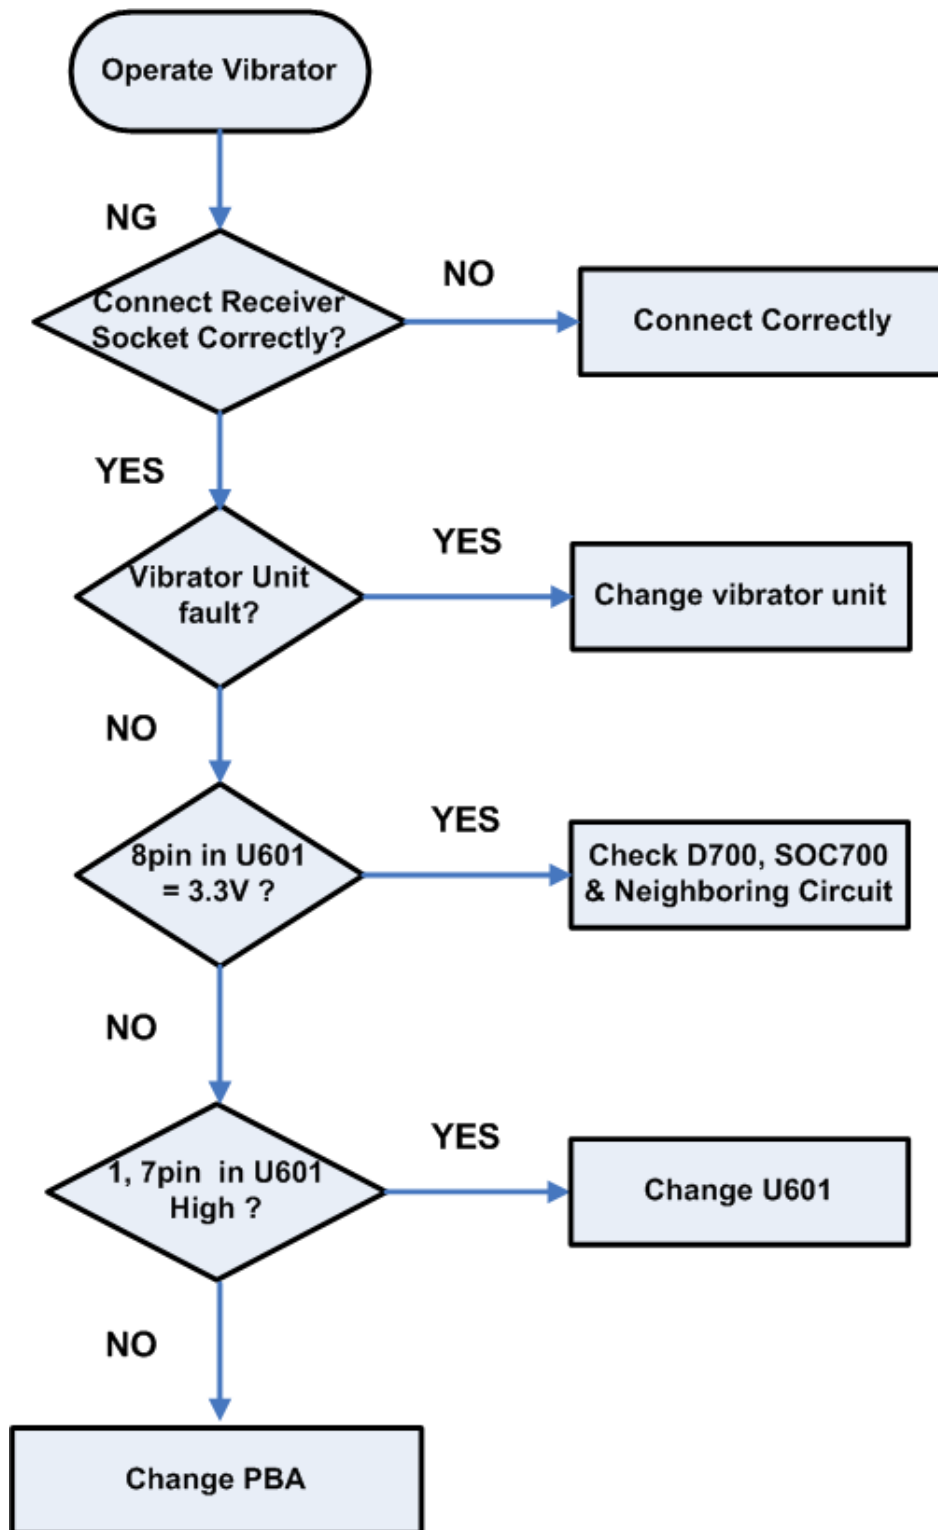 Operate Vibrator
NG
Connect Receiver
Socket Correctly?
NO
Connect Correctly
YES
Vibrator Unit
fault?
YES
Change vibrator unit
NO
8pin in U601
= 3.3V ?
YES
Check D700, SOC700
& Neighboring Circuit
NO
1, 7pin  in U601
High ?
YES
Change U601
NO
Change PBA